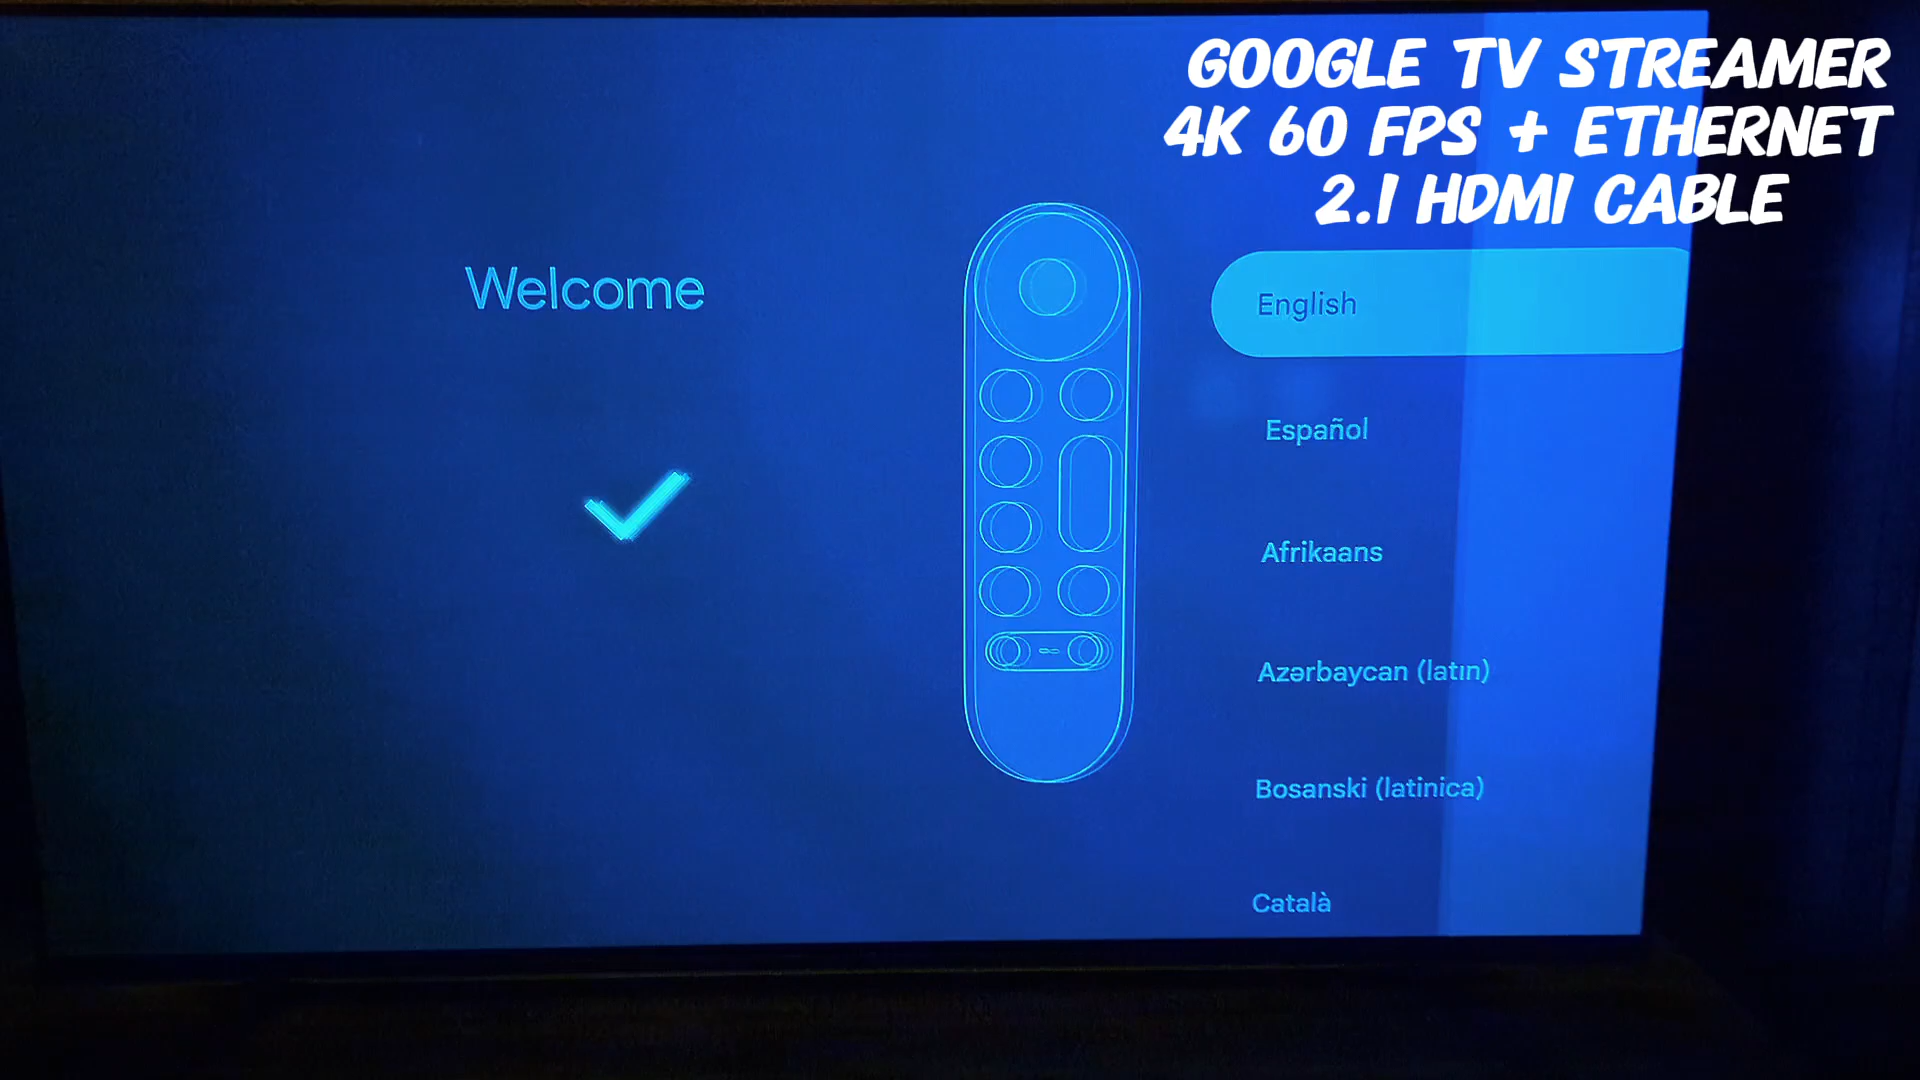 GOOGLE TV STREAMER
4K 60 FPS + ETHERNET
2.1 HDMI CABLE
Welcome
English
Español
Afrikaans
Azərbaycan (latın)
Bosanski (latinica)
Català